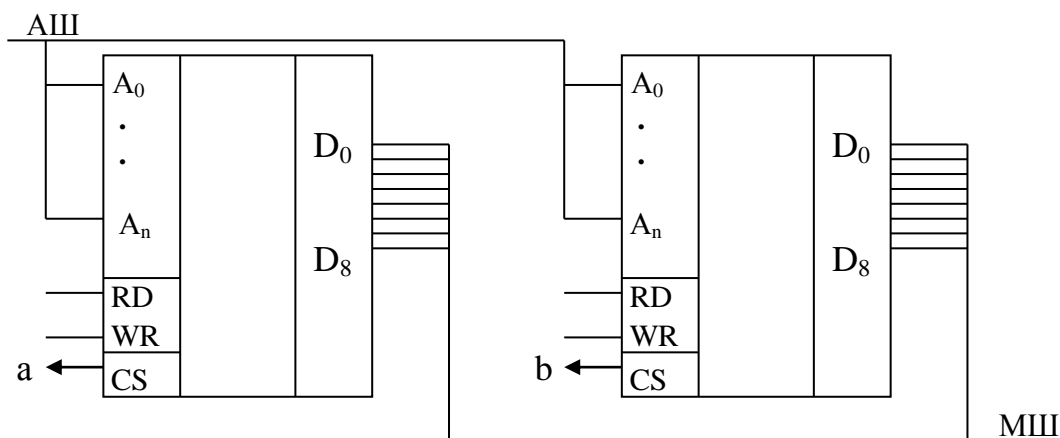 АШ
A₀
.
.
Aₙ
RD
WR
CS
a
D₀
D₈
A₀
.
.
Aₙ
RD
WR
CS
b
D₀
D₈
МШ